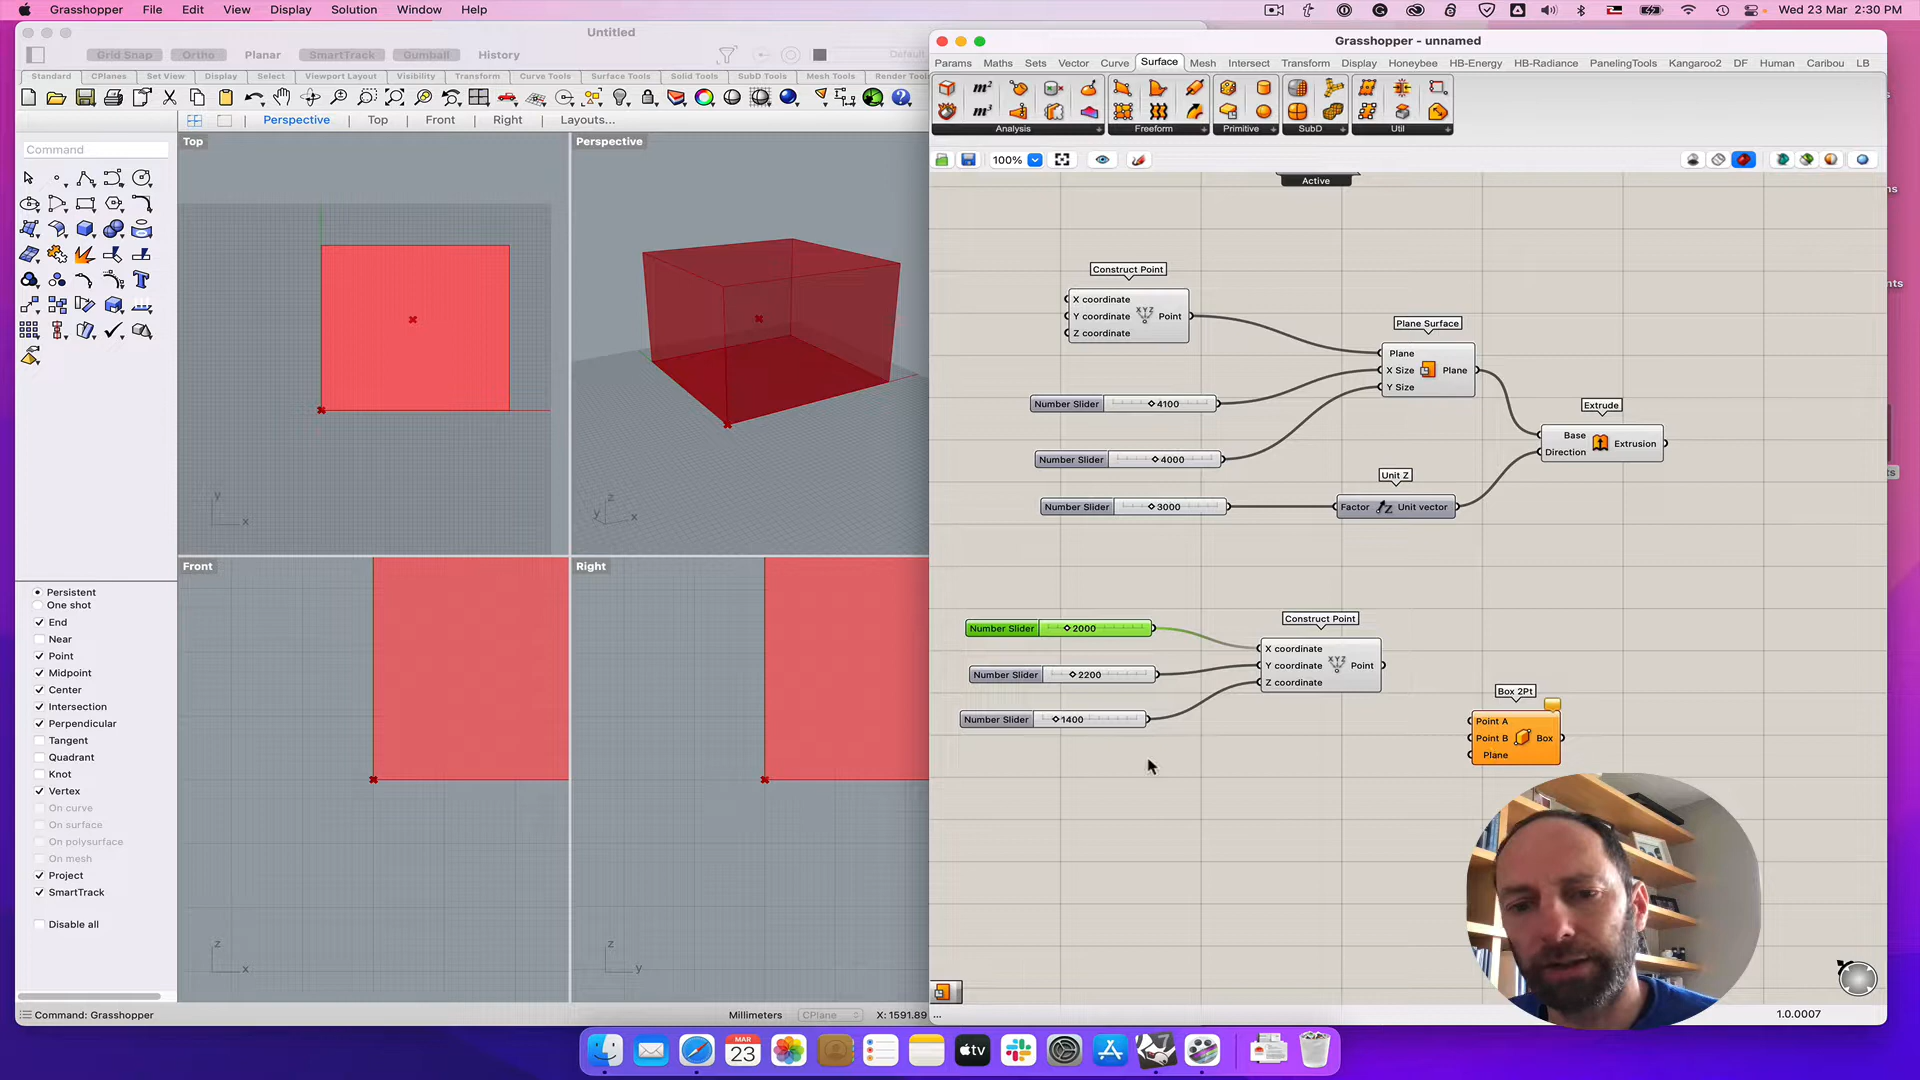 Grasshopper File Edit View Display Solution Window Help
Wed 23 Mar 2:30 PM
Untitled
Grid Snap Ortho Planar SmartTrack Gumball History
Default
Standard CPlanes Set View Display Select Viewport Layout Visibility Transform Curve Tools Surface Tools Solid Tools SubD Tools Mesh Tools Render Tools
Perspective Top Front Right Layouts...
Command
Top
Perspective
Front
Right
y
x
z
y x
z
x
z
y
Persistent
One shot
End
Near
Point
Midpoint
Center
Intersection
Perpendicular
Tangent
Quadrant
Knot
Vertex
On curve
On surface
On polysurface
On mesh
Project
SmartTrack
Disable all
Command: Grasshopper
Millimeters CPlane X: 1591.89
Grasshopper - unnamed
Params Maths Sets Vector Curve Surface Mesh Intersect Transform Display Honeybee HB-Energy HB-Radiance PanelingTools Kangaroo2 DF Human Caribou LB
Analysis Freeform Primitive SubD Util
100%
Active
Construct Point
X coordinate
Y coordinate
Z coordinate
XYZ
Point
Plane Surface
Plane
X Size
Y Size
Plane
Number Slider 4100
Number Slider 4000
Number Slider 3000
Unit Z
Factor Z Unit vector
Extrude
Base
Direction
Extrusion
Number Slider 2000
Number Slider 2200
Number Slider 1400
Construct Point
X coordinate
Y coordinate
Z coordinate
XYZ
Point
Box 2Pt
Point A
Point B
Plane
Box
...
1.0.0007
MAR
23
tv
7